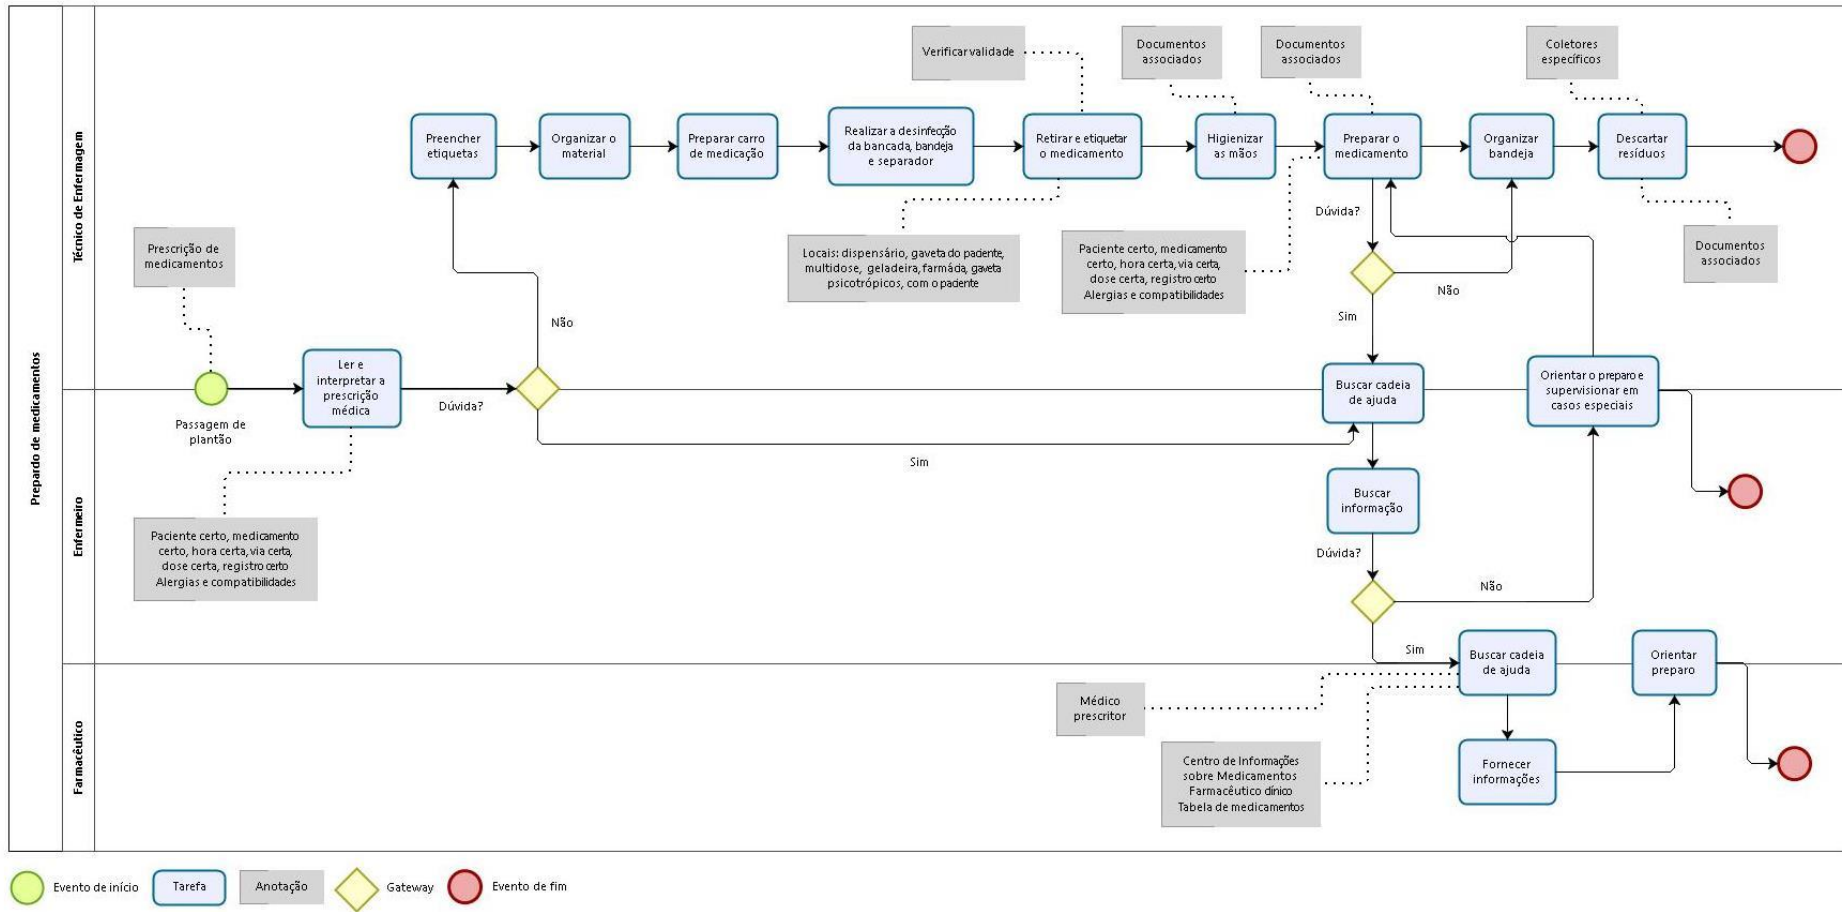 Prepardo de medicamentos
Técnico de Enfermagem
Enfermeiro
Farmacêutico
Verificar validade
Documentos
associados
Documentos
associados
Coletores
específicos
Preencher
etiquetas
Organizar o
material
Preparar carro
de medicação
Realizar a desinfecção
da bancada, bandeja
e separador
Retirar e etiquetar
o medicamento
Higienizar
as mãos
Preparar o
medicamento
Organizar
bandeja
Descartar
resíduos
Dúvida?
Prescrição de
medicamentos
Locais: dispensário, gaveta do paciente,
multidose, geladeira, farmácia, gaveta
psicotrópicos, com o paciente
Paciente certo, medicamento
certo, hora certa, via certa,
dose certa, registro certo
Alergias e compatibilidades
Documentos
associados
Não
Não
Sim
Ler e
interpretar a
prescrição
médica
Passagem de
plantão
Dúvida?
Buscar cadeia
de ajuda
Orientar o preparo e
supervisionar em
casos especiais
Sim
Buscar
informação
Paciente certo, medicamento
certo, hora certa, via certa,
dose certa, registro certo
Alergias e compatibilidades
Dúvida?
Não
Sim
Buscar cadeia
de ajuda
Orientar
preparo
Médico
prescritor
Centro de Informações
sobre Medicamentos
Farmacêutico clínico
Tabela de medicamentos
Fornecer
informações
Evento de início
Tarefa
Anotação
Gateway
Evento de fim